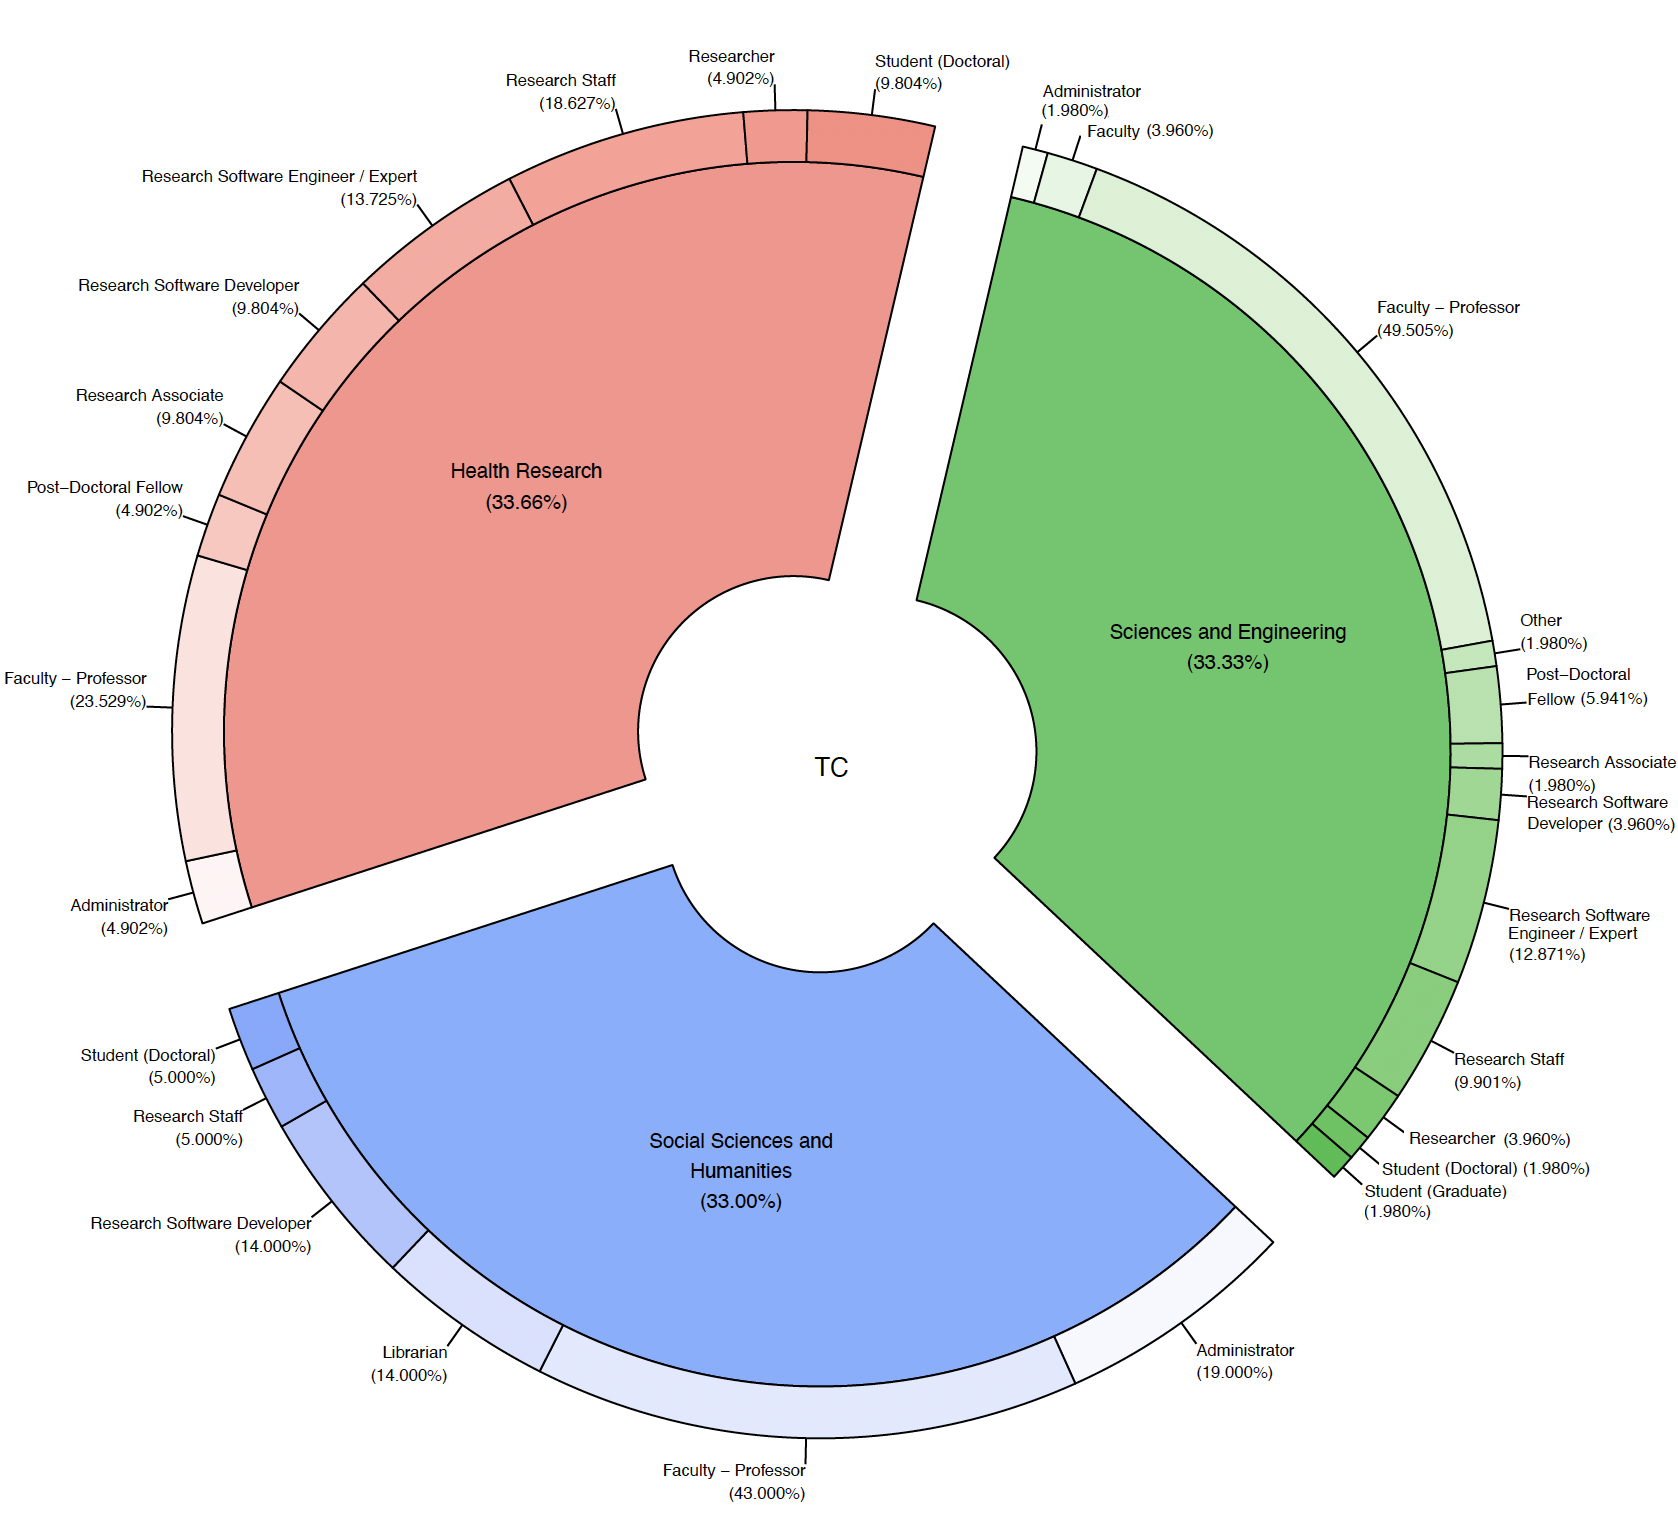 Researcher
(4.902%)
Student (Doctoral)
(9.804%)
Research Staff
(18.627%)
Administrator
(1.980%)
Faculty (3.960%)
Research Software Engineer / Expert
(13.725%)
Research Software Developer
(9.804%)
Faculty – Professor
(49.505%)
Research Associate
(9.804%)
Health Research
(33.66%)
Post–Doctoral Fellow
(4.902%)
Sciences and Engineering
(33.33%)
Other
(1.980%)
Post–Doctoral
Fellow (5.941%)
Faculty – Professor
(23.529%)
TC
Research Associate
(1.980%)
Research Software
Developer (3.960%)
Administrator
(4.902%)
Research Software
Engineer / Expert
(12.871%)
Student (Doctoral)
(5.000%)
Research Staff
(9.901%)
Research Staff
(5.000%)
Researcher (3.960%)
Student (Doctoral) (1.980%)
Student (Graduate)
(1.980%)
Social Sciences and
Humanities
(33.00%)
Research Software Developer
(14.000%)
Librarian
(14.000%)
Administrator
(19.000%)
Faculty – Professor
(43.000%)